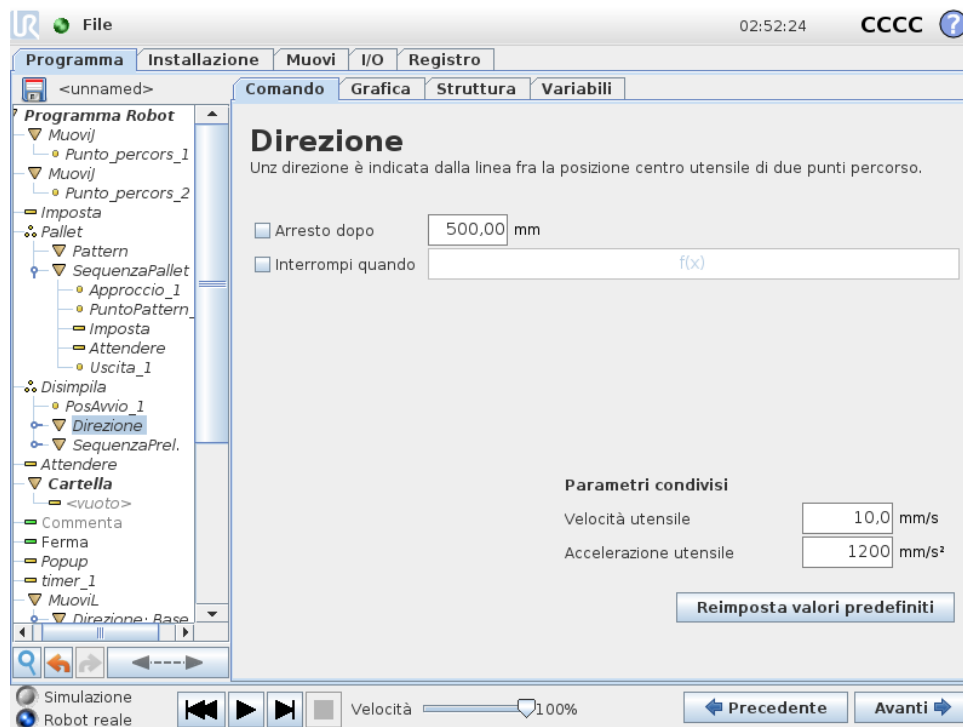 UR File 02:52:24 CCCC ?
Programma Installazione Muovi I/O Registro
<unnamed>
Comando Grafica Struttura Variabili
Programma Robot
MuoviJ
Punto_percors_1
MuoviJ
Punto_percors_2
Imposta
Pallet
Pattern
SequenzaPallet
Approccio_1
PuntoPattern_
Imposta
Attendere
Uscita_1
Disimpila
PosAvvio_1
Direzione
SequenzaPrel.
Attendere
Cartella
<vuoto>
Commenta
Ferma
Popup
timer_1
MuoviL
Direzione: Base
Direzione
Unz direzione è indicata dalla linea fra la posizione centro utensile di due punti percorso.
Arresto dopo 500,00 mm
Interrompi quando f(x)
Parametri condivisi
Velocità utensile 10,0 mm/s
Accelerazione utensile 1200 mm/s²
Reimposta valori predefiniti
Simulazione
Robot reale
Velocità 100%
Precedente Avanti